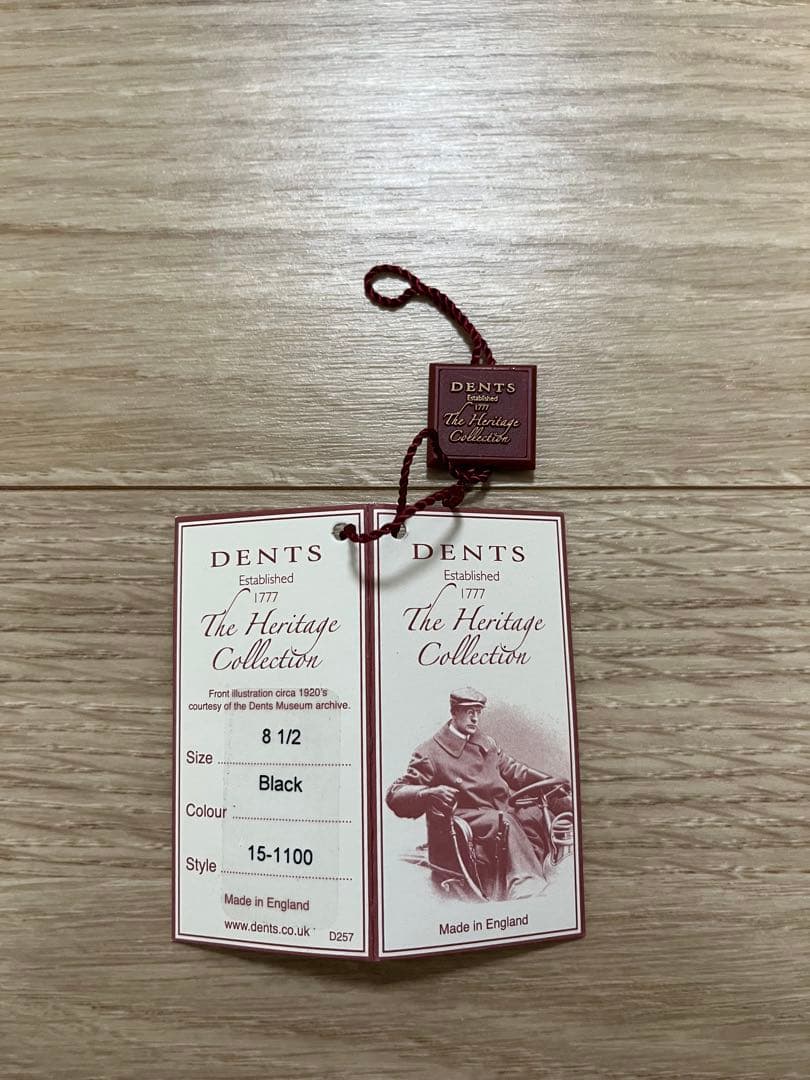 DENTS
Established
1777
The Heritage
Collection
DENTS
Established
1777
The Heritage
Collection
Front illustration circa 1920's
courtesy of the Dents Museum archive.
Size 8 1/2
Colour Black
Style 15-1100
Made in England
www.dents.co.uk D257
DENTS
Established
1777
The Heritage
Collection
Made in England